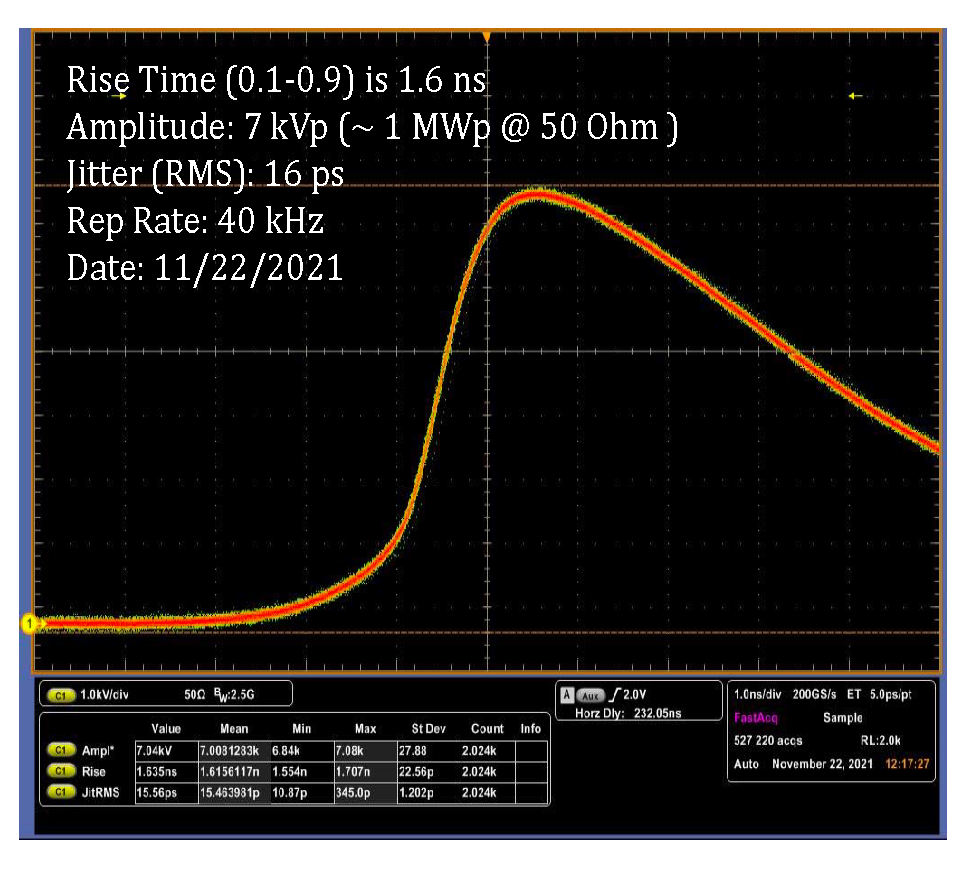 Rise Time (0.1-0.9) is 1.6 ns
Amplitude: 7 kVp (~ 1 MWp @ 50 Ohm )
Jitter (RMS): 16 ps
Rep Rate: 40 kHz
Date: 11/22/2021
1
C1 1.0kV/div 50Ω BW:2.5G
A Aux 2.0V
Horz Dly: 232.05ns
1.0ns/div 200GS/s ET 5.0ps/pt
FastAcq Sample
527 220 acqs RL:2.0k
Auto November 22, 2021 12:17:27
Value Mean Min Max St Dev Count Info
C1 Ampl* 7.04kV 7.0081283k 6.84k 7.08k 27.88 2.024k
C1 Rise 1.635ns 1.6156117n 1.554n 1.707n 22.56p 2.024k
C1 JitRMS 15.56ps 15.463981p 10.87p 345.0p 1.202p 2.024k